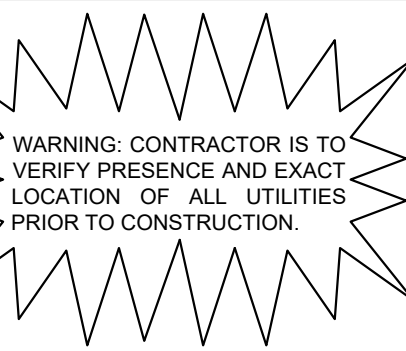 WARNING: CONTRACTOR IS TO
VERIFY PRESENCE AND EXACT
LOCATION OF ALL UTILITIES
PRIOR TO CONSTRUCTION.